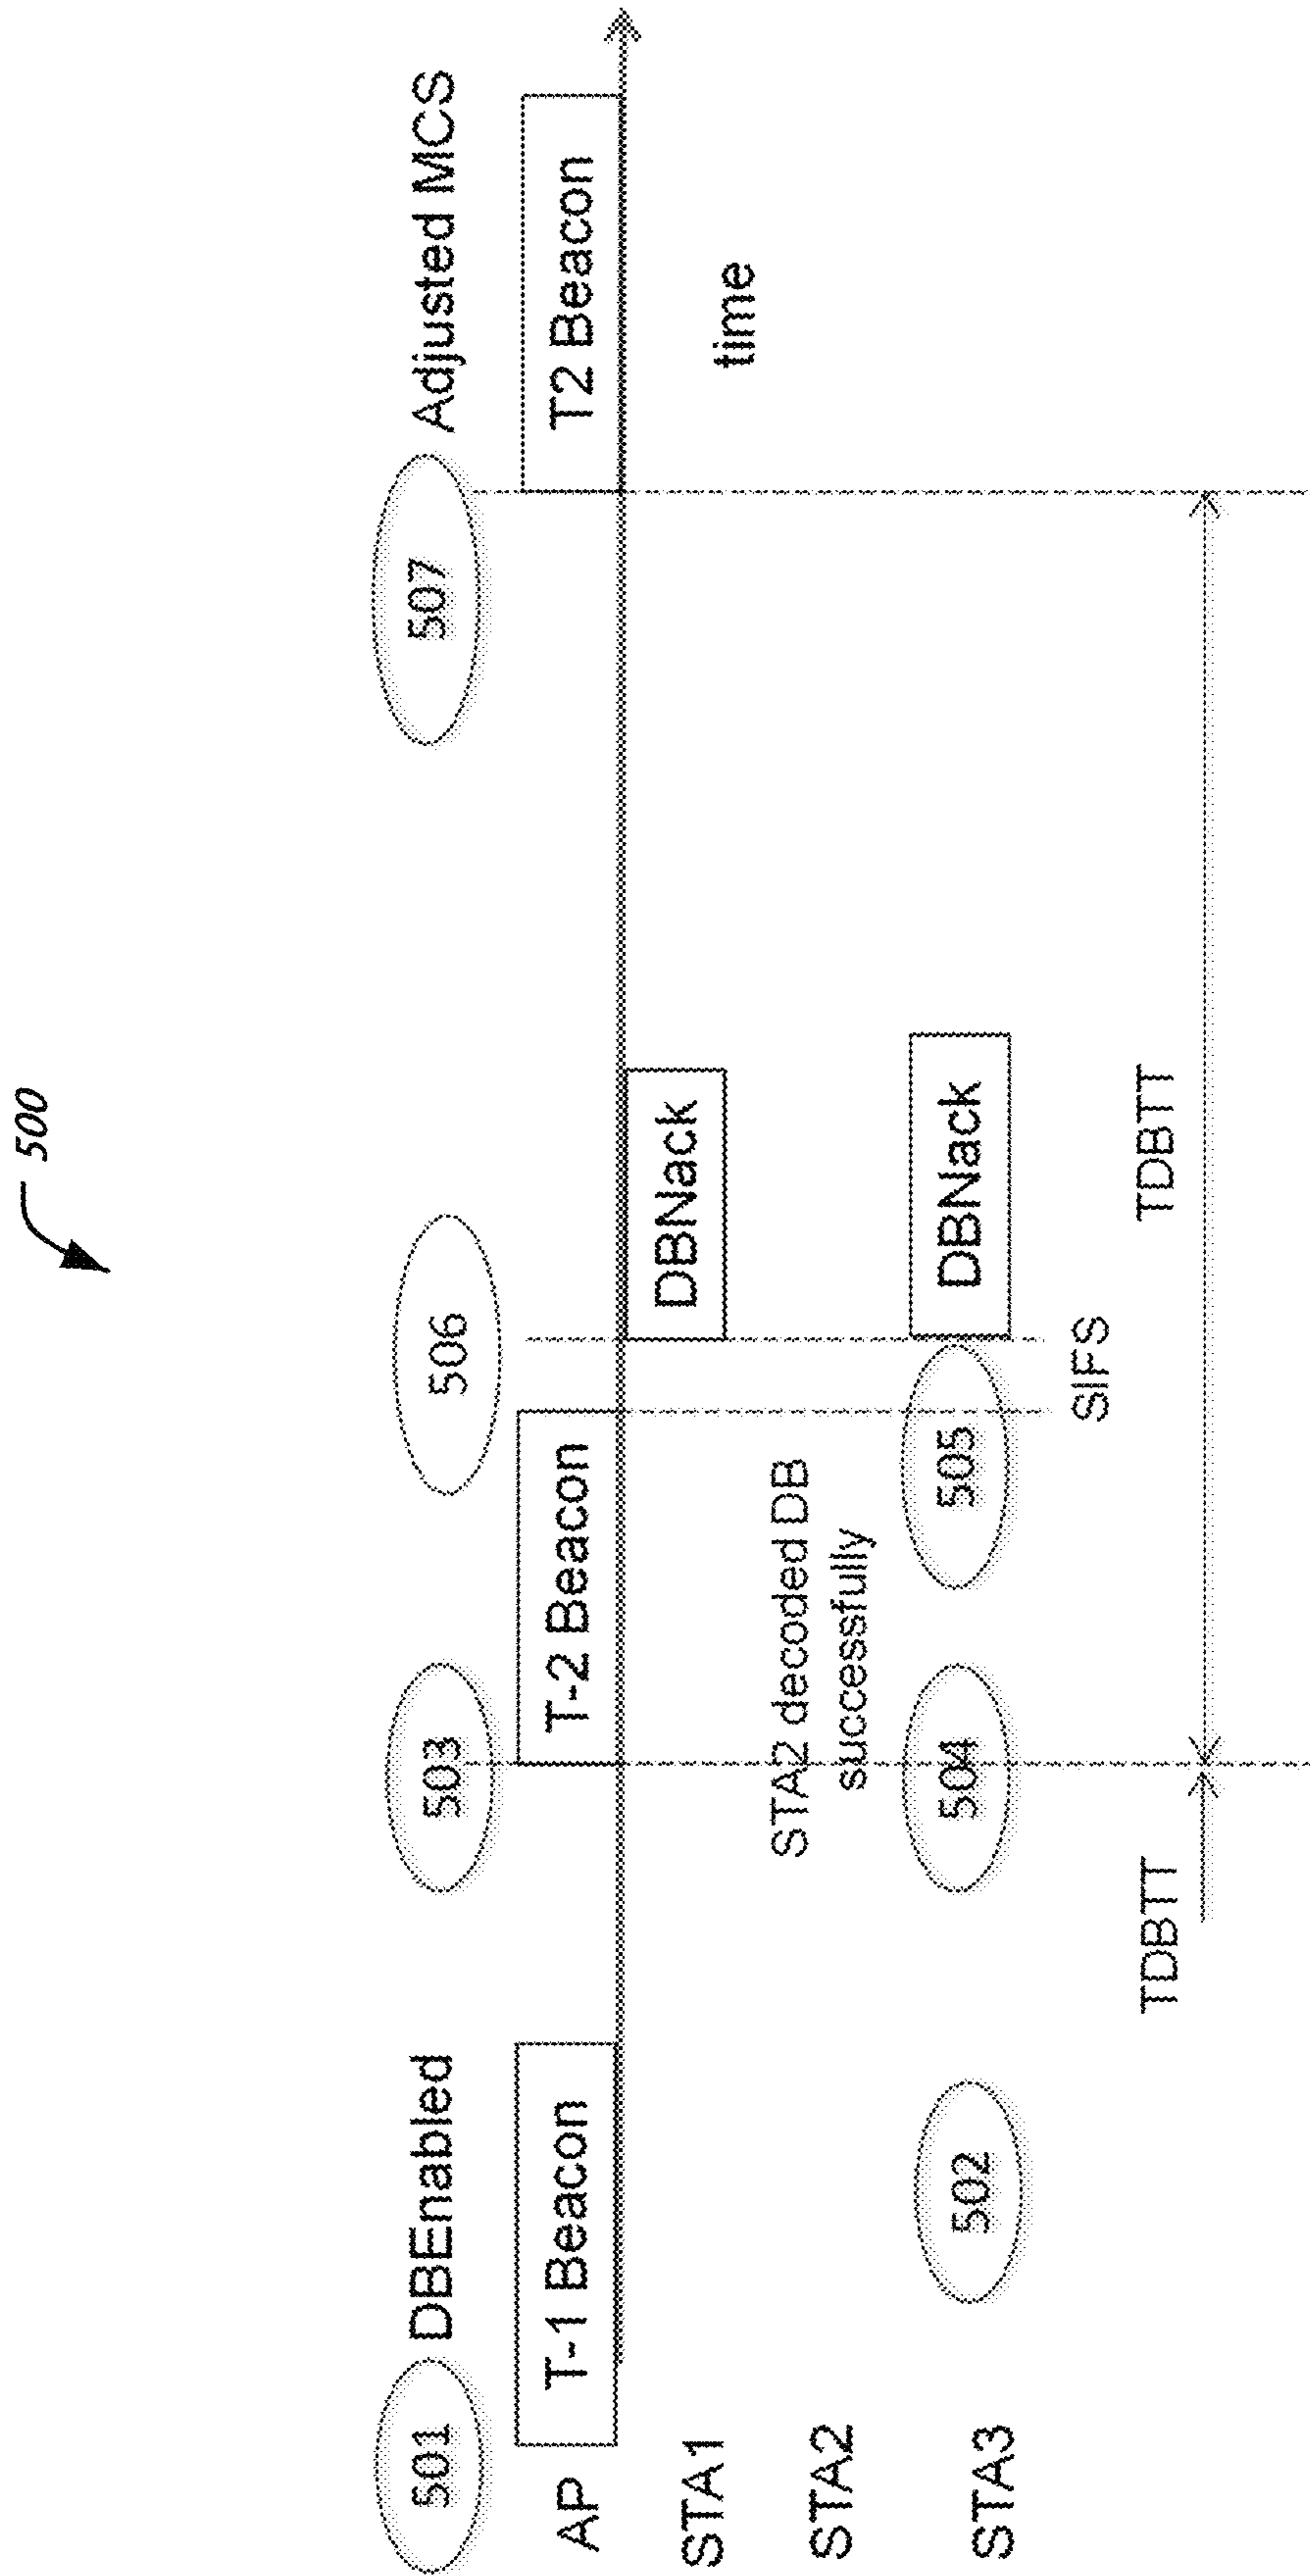 500
501 DBEnabled
503
506
507 Adjusted MCS
AP
T-1 Beacon
T-2 Beacon
T2 Beacon
STA1
DBNack
time
STA2
STA2 decoded DB
successfully
STA3
502
504
505
DBNack
SIFS
TDBTT
TDBTT